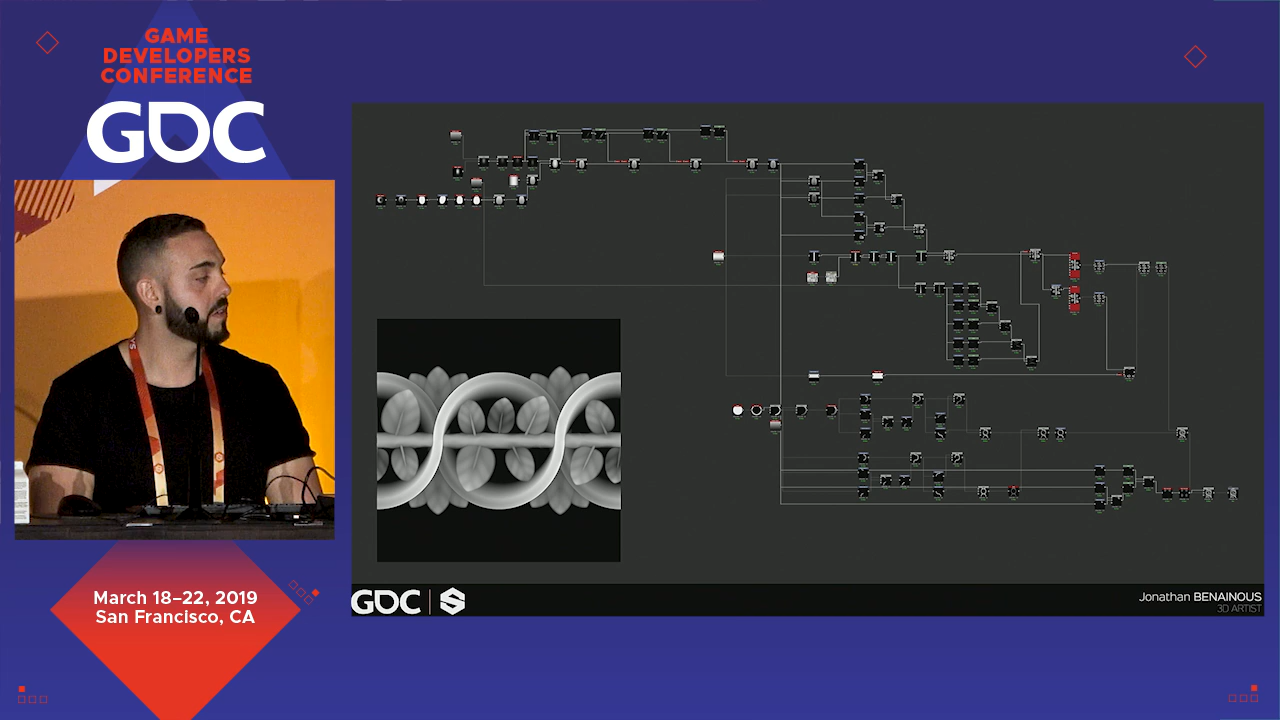 GAME
DEVELOPERS
CONFERENCE
GDC
March 18–22, 2019
San Francisco, CA
GDC
Jonathan BENAINOUS
3D ARTIST